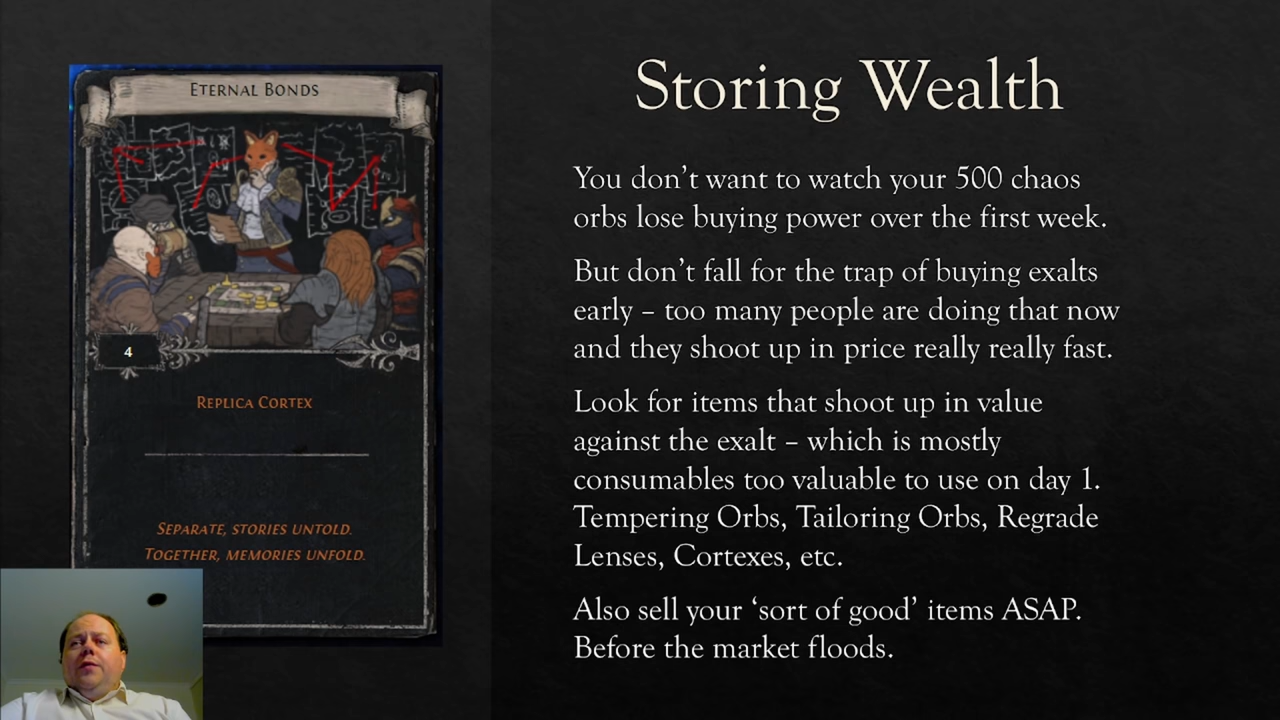 ETERNAL BONDS
4
REPLICA CORTEX
SEPARATE, STORIES UNTOLD.
TOGETHER, MEMORIES UNFOLD.
Storing Wealth
You don’t want to watch your 500 chaos
orbs lose buying power over the first week.
But don’t fall for the trap of buying exalts
early – too many people are doing that now
and they shoot up in price really really fast.
Look for items that shoot up in value
against the exalt – which is mostly
consumables too valuable to use on day 1.
Tempering Orbs, Tailoring Orbs, Regrade
Lenses, Cortexes, etc.
Also sell your ‘sort of good’ items ASAP.
Before the market floods.